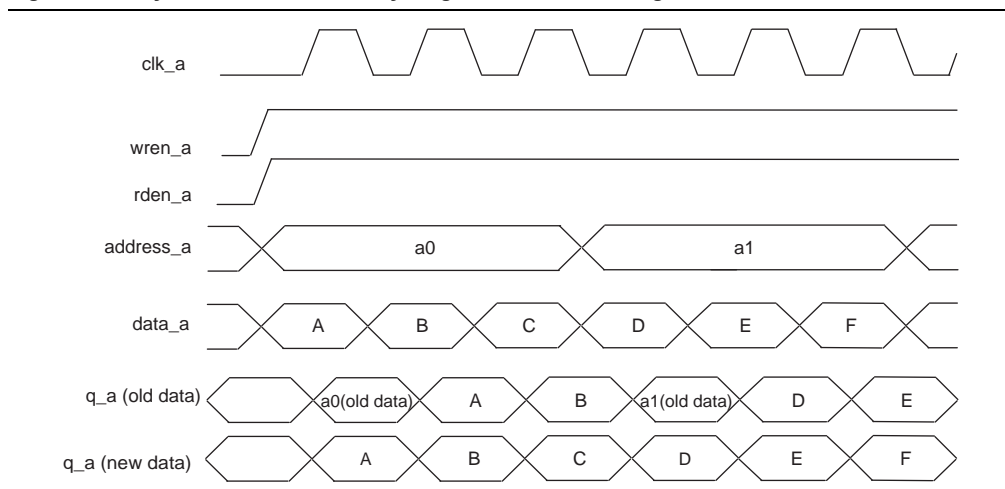 clk_a
wren_a
rden_a
address_a a0 a1
data_a A B C D E F
q_a (old data) a0(old data) A B a1(old data) D E
q_a (new data) A B C D E F